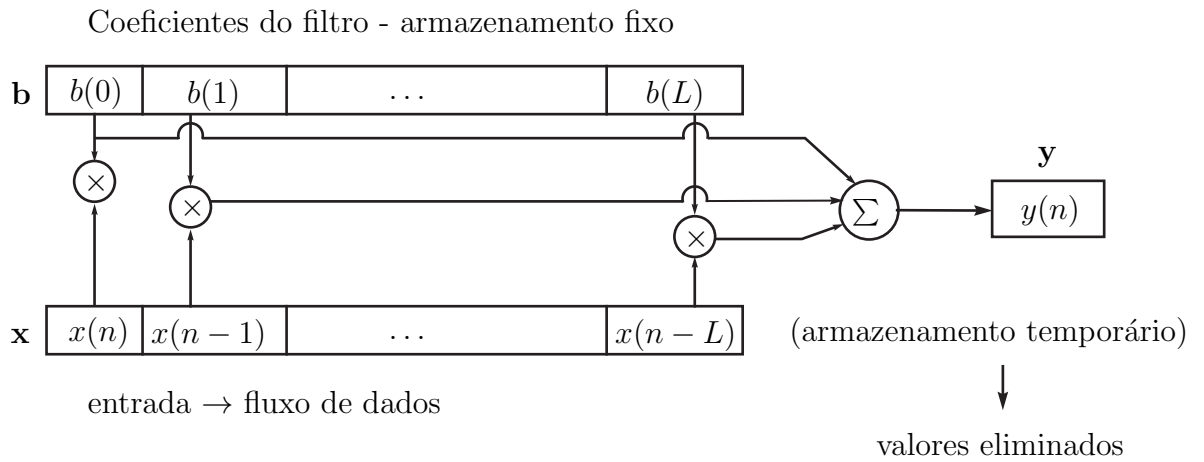 Coeficientes do filtro - armazenamento fixo
b b(0) b(1) ... b(L)
× × × ∑
y
y(n)
x x(n) x(n − 1) ... x(n − L)
(armazenamento temporário)
entrada → fluxo de dados
valores eliminados